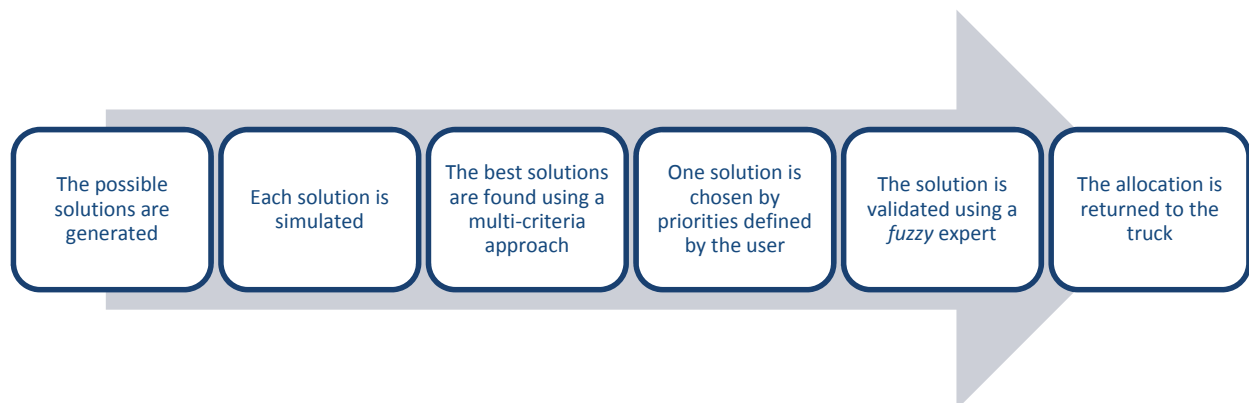 The possible
solutions are
generated
Each solution is
simulated
The best solutions
are found using a
multi-criteria
approach
One solution is
chosen by
priorities defined
by the user
The solution is
validated using a
fuzzy expert
The allocation is
returned to the
truck